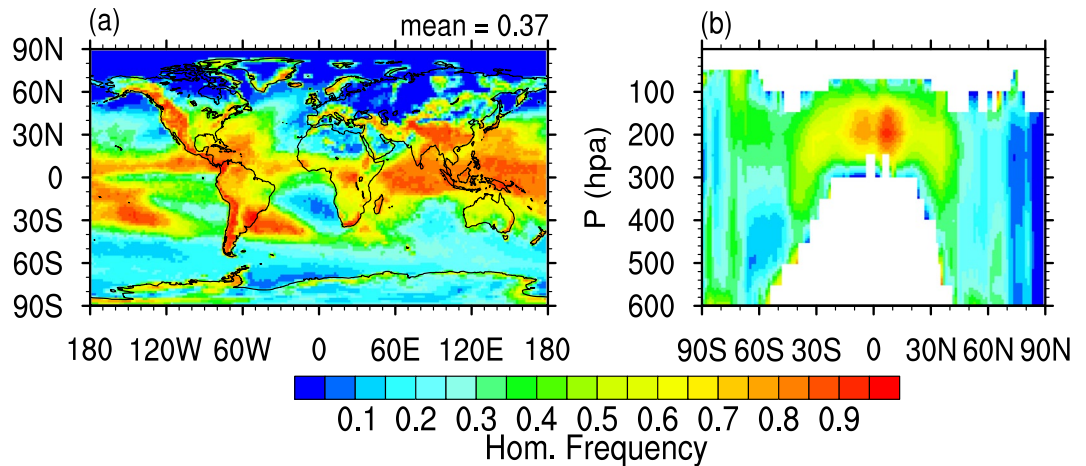 (a) mean = 0.37
90N
60N
30N
0
30S
60S
90S
180 120W 60W 0 60E 120E 180
(b)
P (hpa)
100
200
300
400
500
600
90S 60S 30S 0 30N 60N 90N
0.1 0.2 0.3 0.4 0.5 0.6 0.7 0.8 0.9
Hom. Frequency